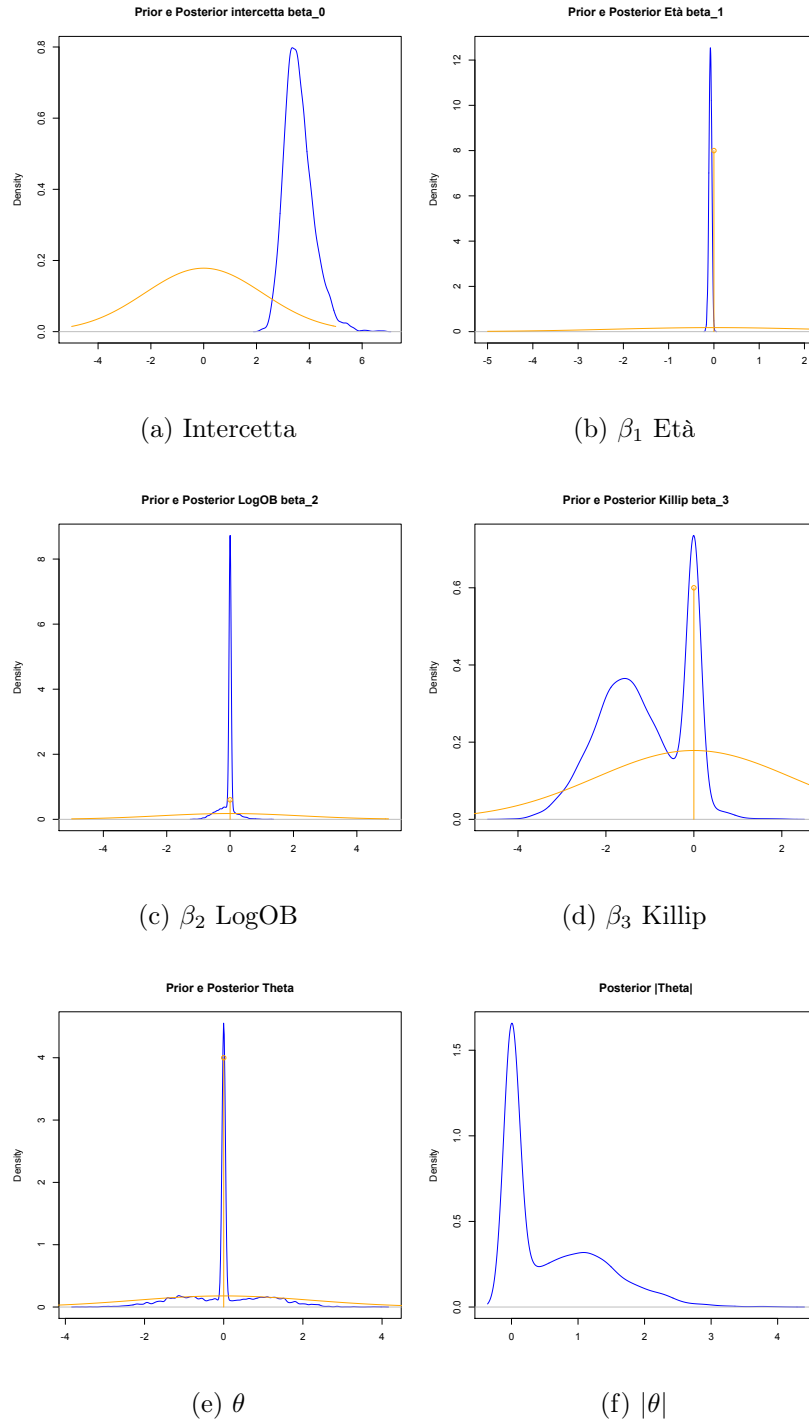 Prior e Posterior intercetta beta_0
Density
0.0 0.2 0.4 0.6 0.8
-4 -2 0 2 4 6
(a) Intercetta
Prior e Posterior Età beta_1
Density
0 2 4 6 8 10 12
-5 -4 -3 -2 -1 0 1 2
(b) β1 Età
Prior e Posterior LogOB beta_2
Density
0 2 4 6 8
-4 -2 0 2 4
(c) β2 LogOB
Prior e Posterior Killip beta_3
Density
0.0 0.2 0.4 0.6
-4 -2 0 2
(d) β3 Killip
Prior e Posterior Theta
Density
0 1 2 3 4
-4 -2 0 2 4
(e) θ
Posterior |Theta|
Density
0.0 0.5 1.0 1.5
0 1 2 3 4
(f) |θ|